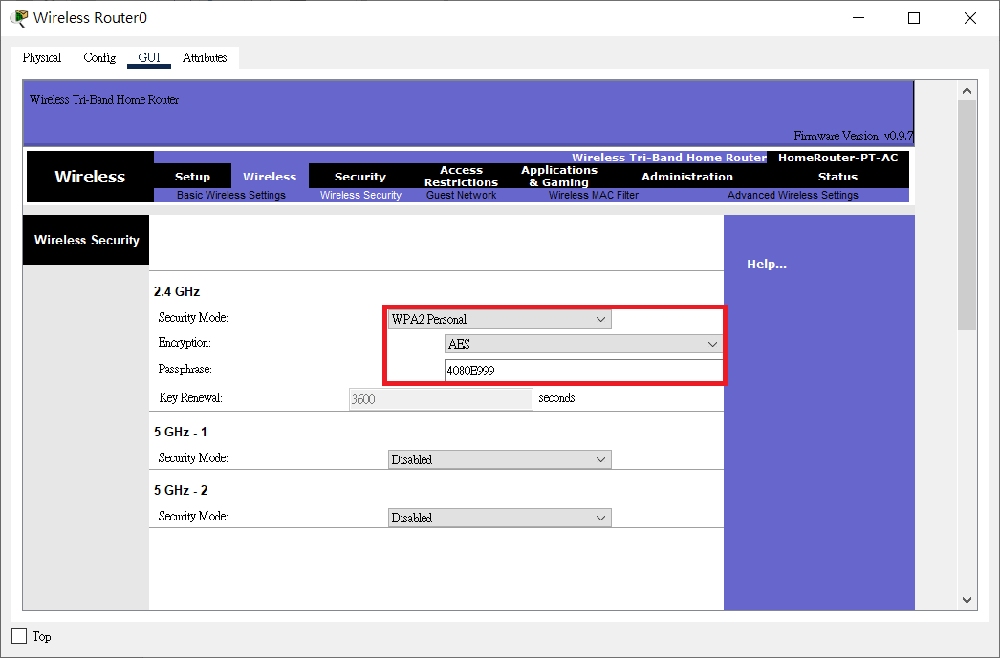 Wireless Router0
Physical Config GUI Attributes
Wireless Tri-Band Home Router
Firmware Version: v0.9.7
Wireless Tri-Band Home Router HomeRouter-PT-AC
Wireless
Setup Wireless Security Access Restrictions Applications & Gaming Administration Status
Basic Wireless Settings Wireless Security Guest Network Wireless MAC Filter Advanced Wireless Settings
Wireless Security
Help...
2.4 GHz
Security Mode: WPA2 Personal
Encryption: AES
Passphrase: 4080E999
Key Renewal: 3600 seconds
5 GHz - 1
Security Mode: Disabled
5 GHz - 2
Security Mode: Disabled
Top